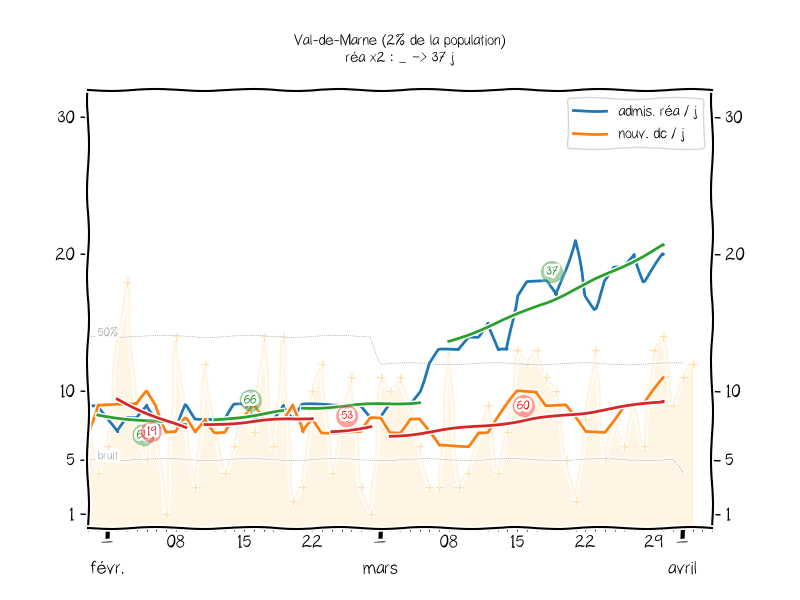 Val-de-Marne (2% de la population)
réa x2 : _ -> 37 j
admis. réa / j
nouv. dc / j
30
30
20
20
10
10
5
5
1
1
50%
bruit
19
66
53
60
37
08
15
22
08
15
22
29
févr.
mars
avril